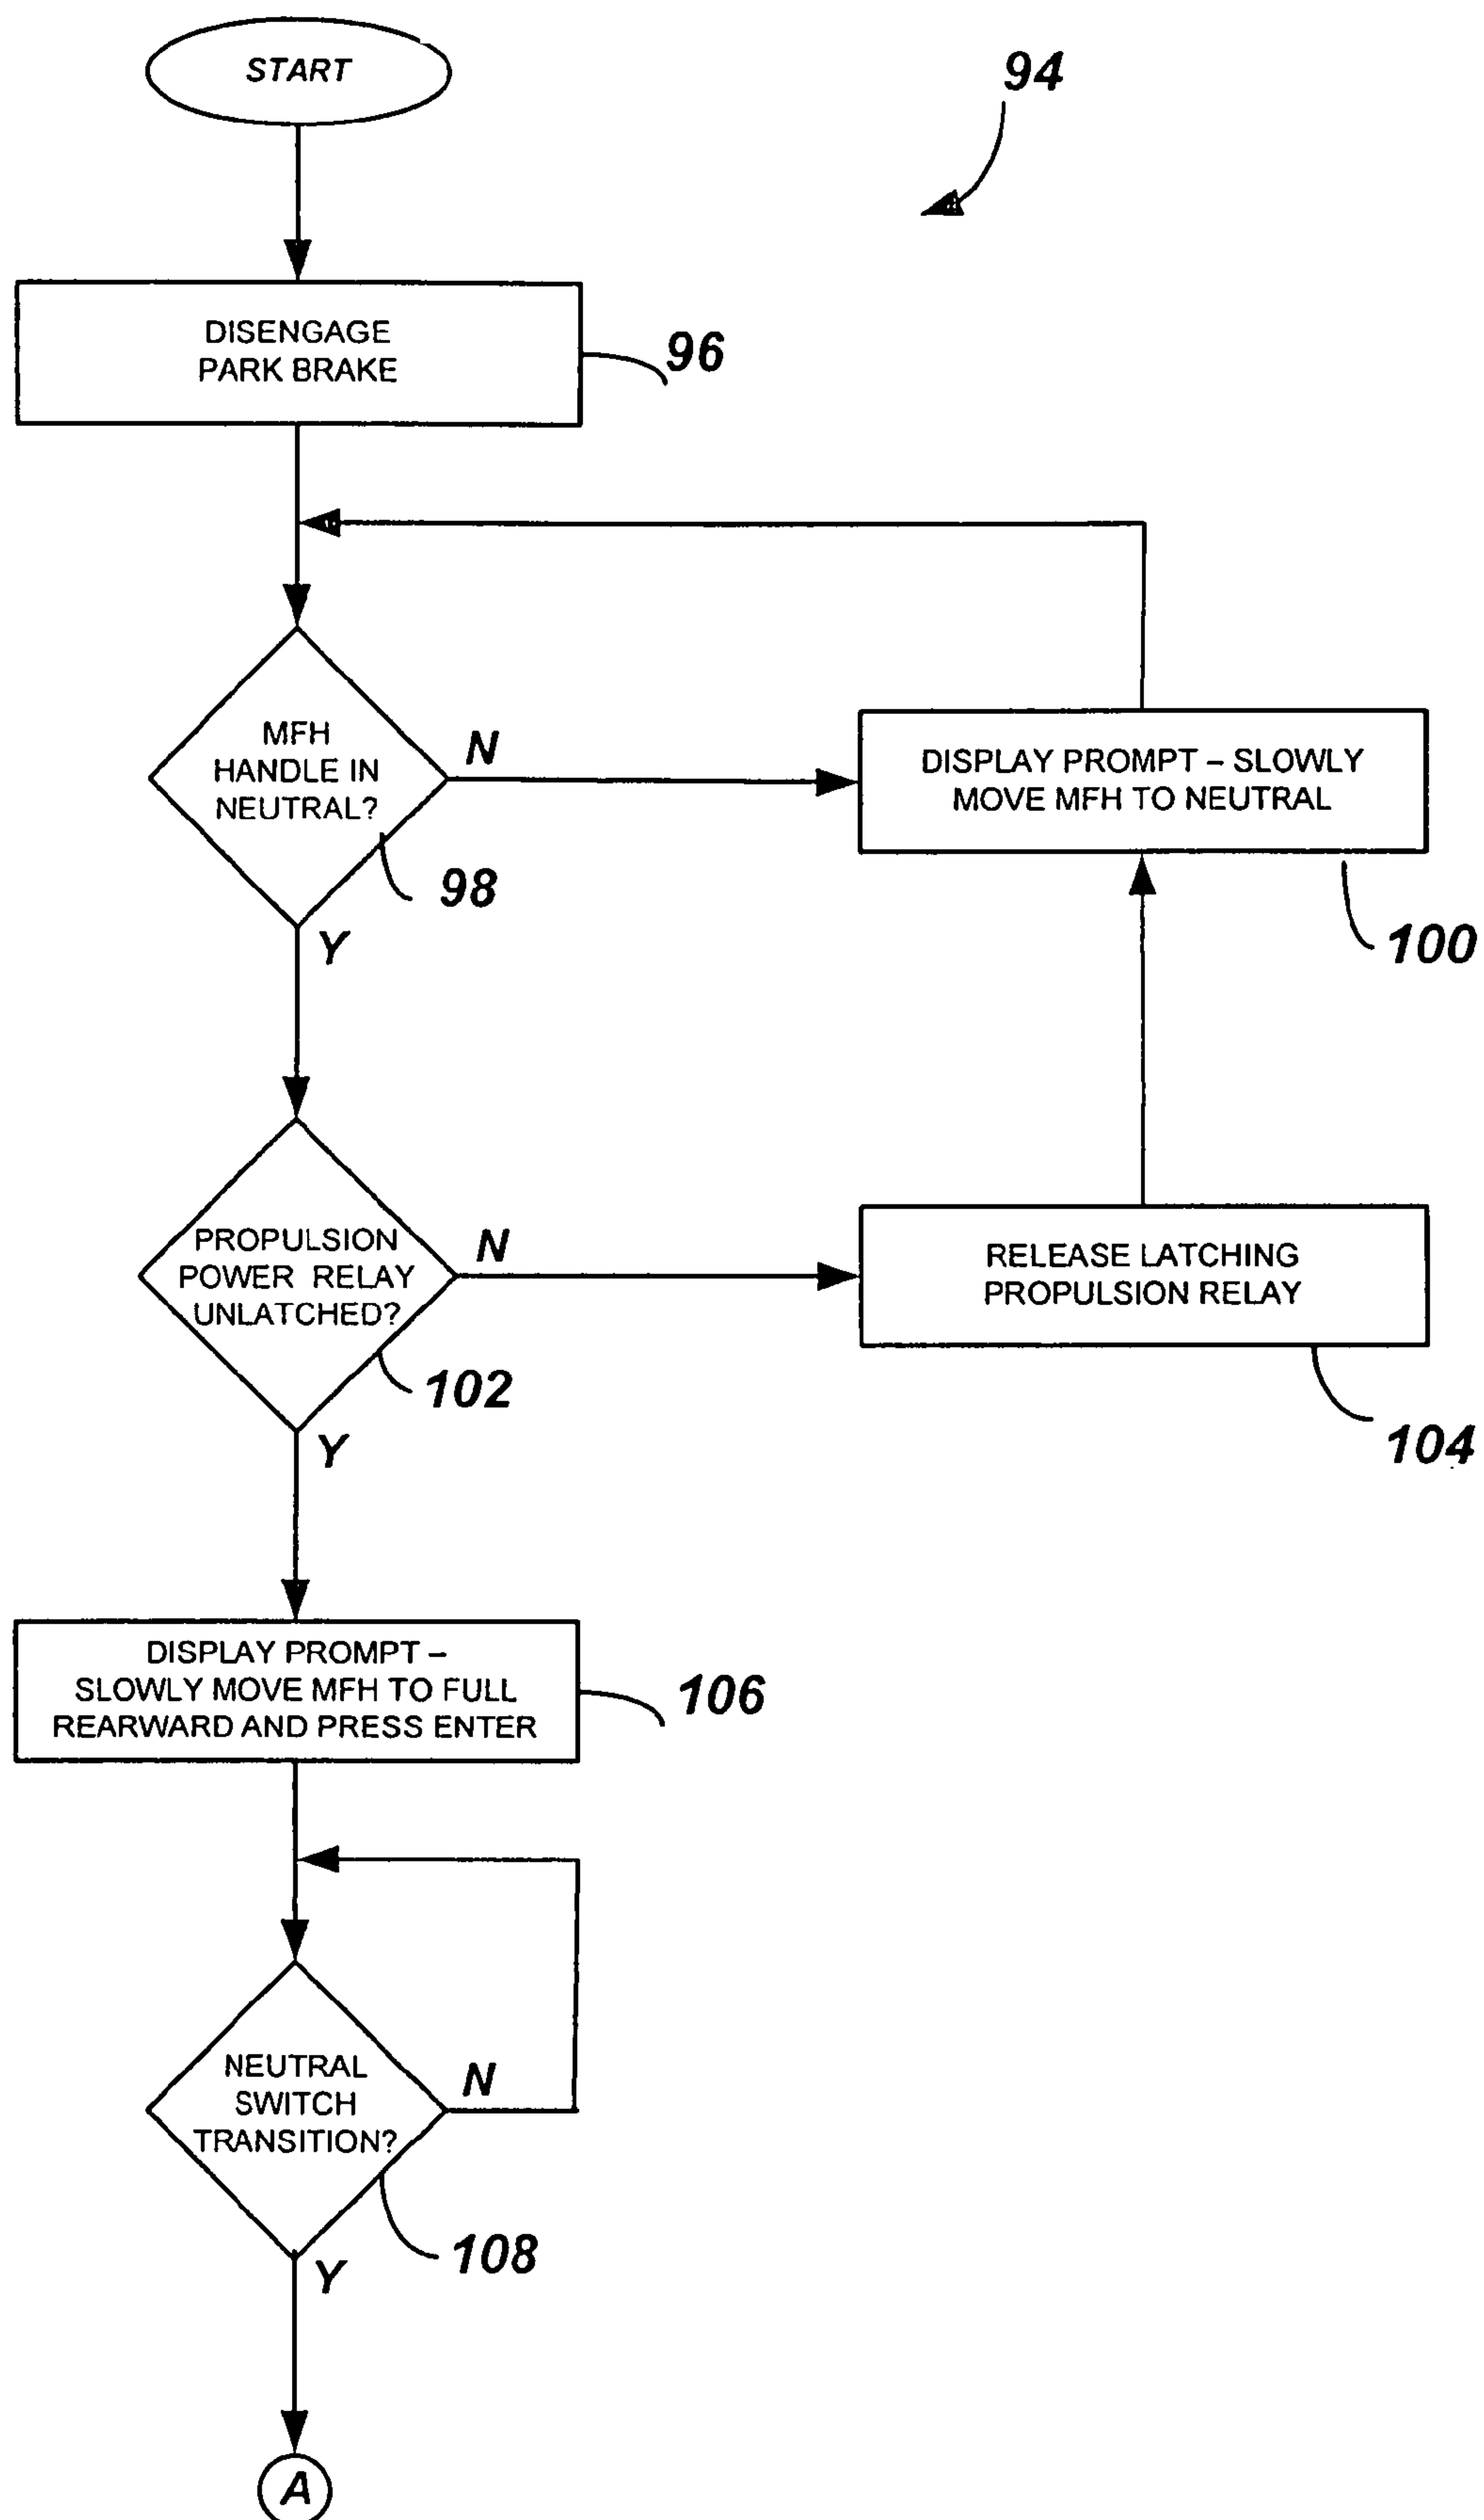 START
94
DISENGAGE
PARK BRAKE
96
MFH
HANDLE IN
NEUTRAL?
N
98
Y
DISPLAY PROMPT – SLOWLY
MOVE MFH TO NEUTRAL
100
PROPULSION
POWER RELAY
UNLATCHED?
N
102
Y
RELEASE LATCHING
PROPULSION RELAY
104
DISPLAY PROMPT –
SLOWLY MOVE MFH TO FULL
REARWARD AND PRESS ENTER
106
NEUTRAL
SWITCH
TRANSITION?
N
108
Y
A